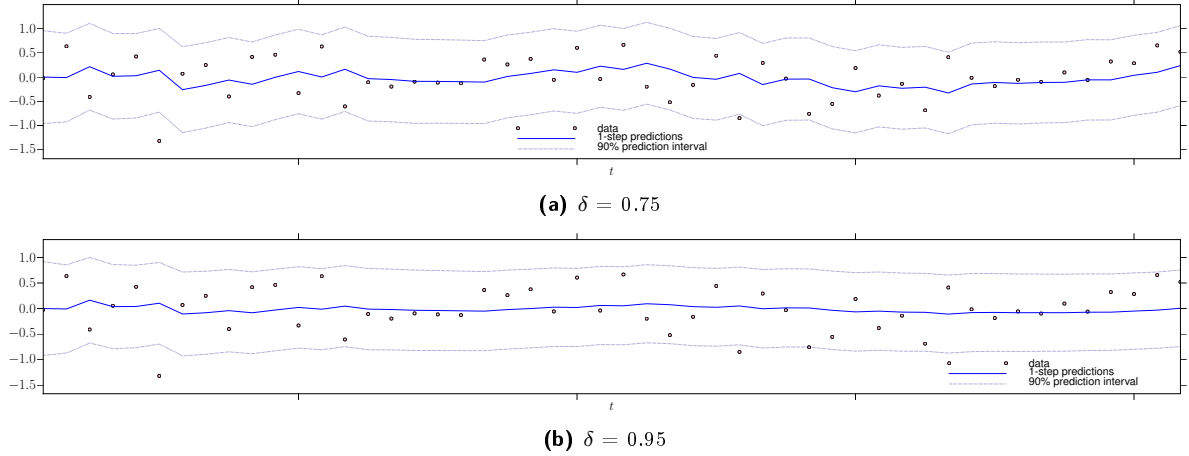 1.0
0.5
0.0
−0.5
−1.0
−1.5
data
1-step predictions
90% prediction interval
t
(a) δ = 0.75
1.0
0.5
0.0
−0.5
−1.0
−1.5
data
1-step predictions
90% prediction interval
t
(b) δ = 0.95